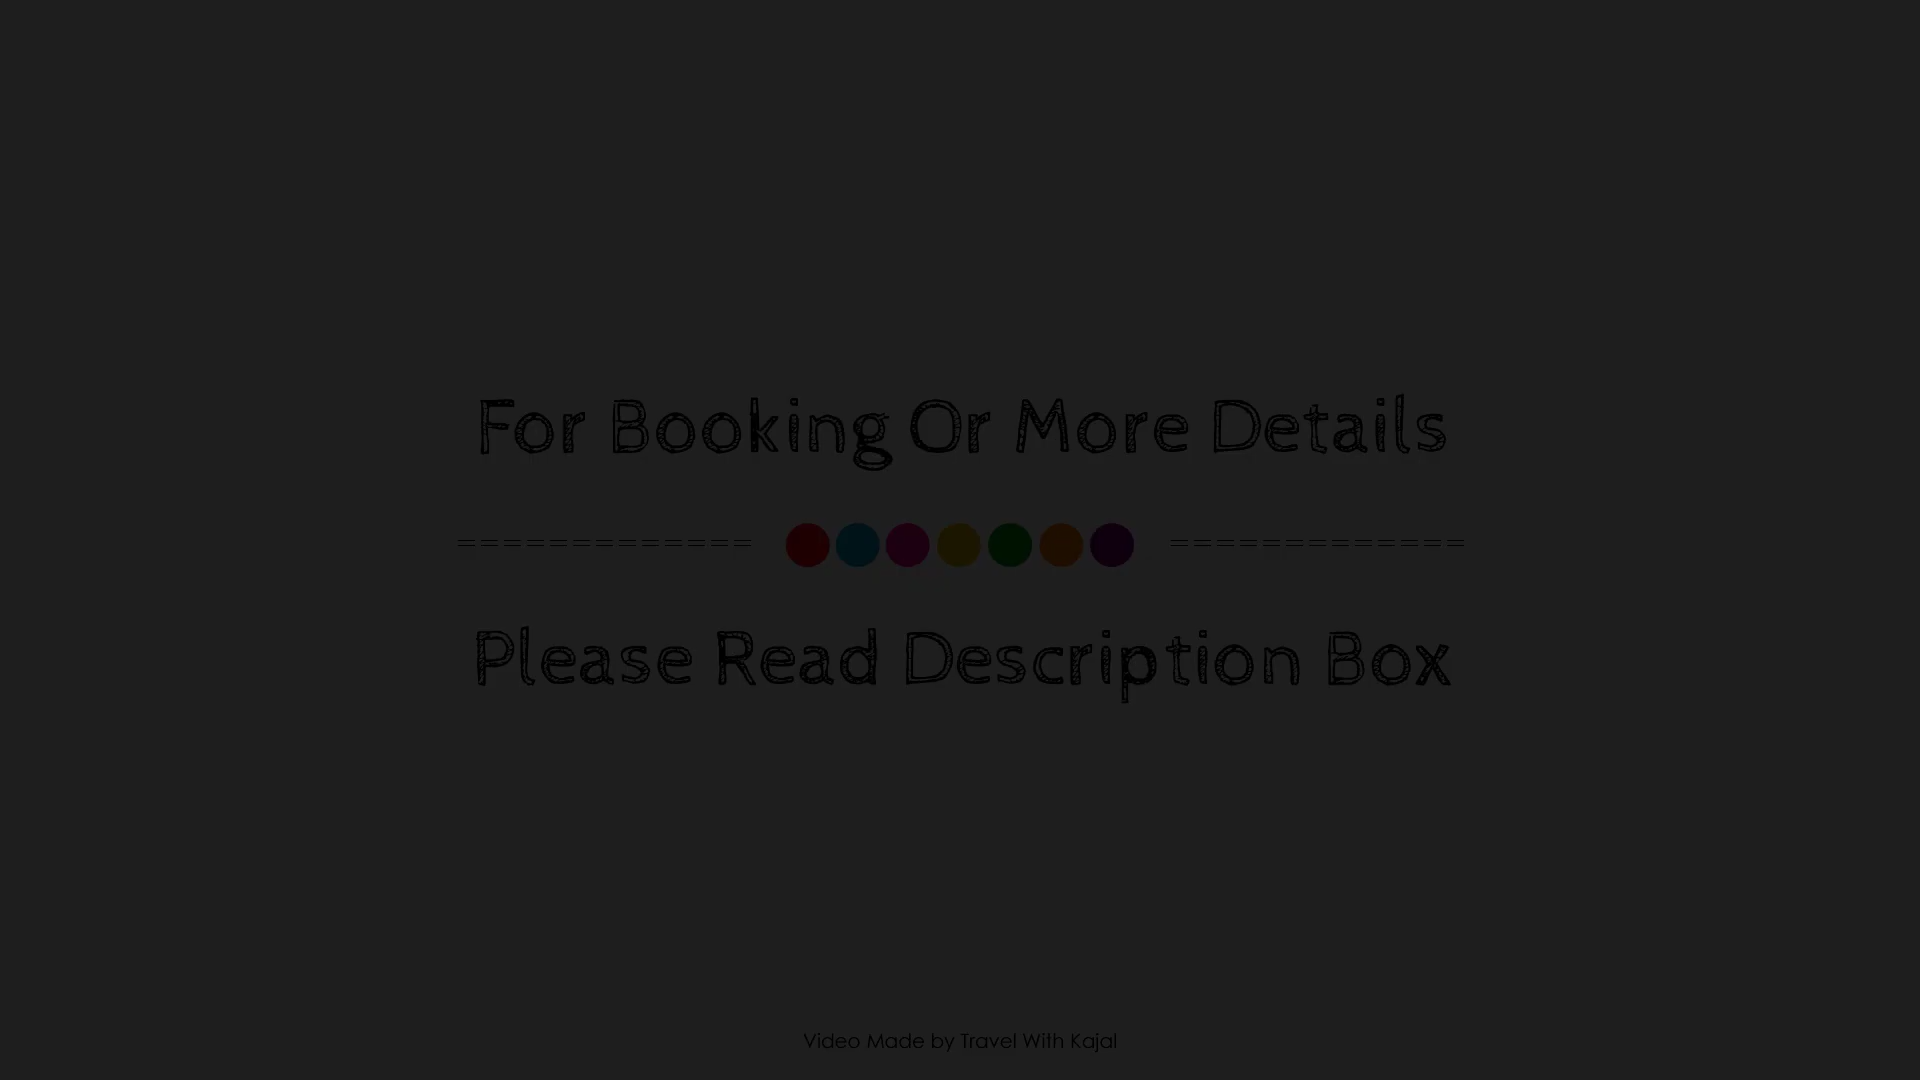 For Booking Or More Details
============= =============
Please Read Description Box
Video Made by Travel With Kajal